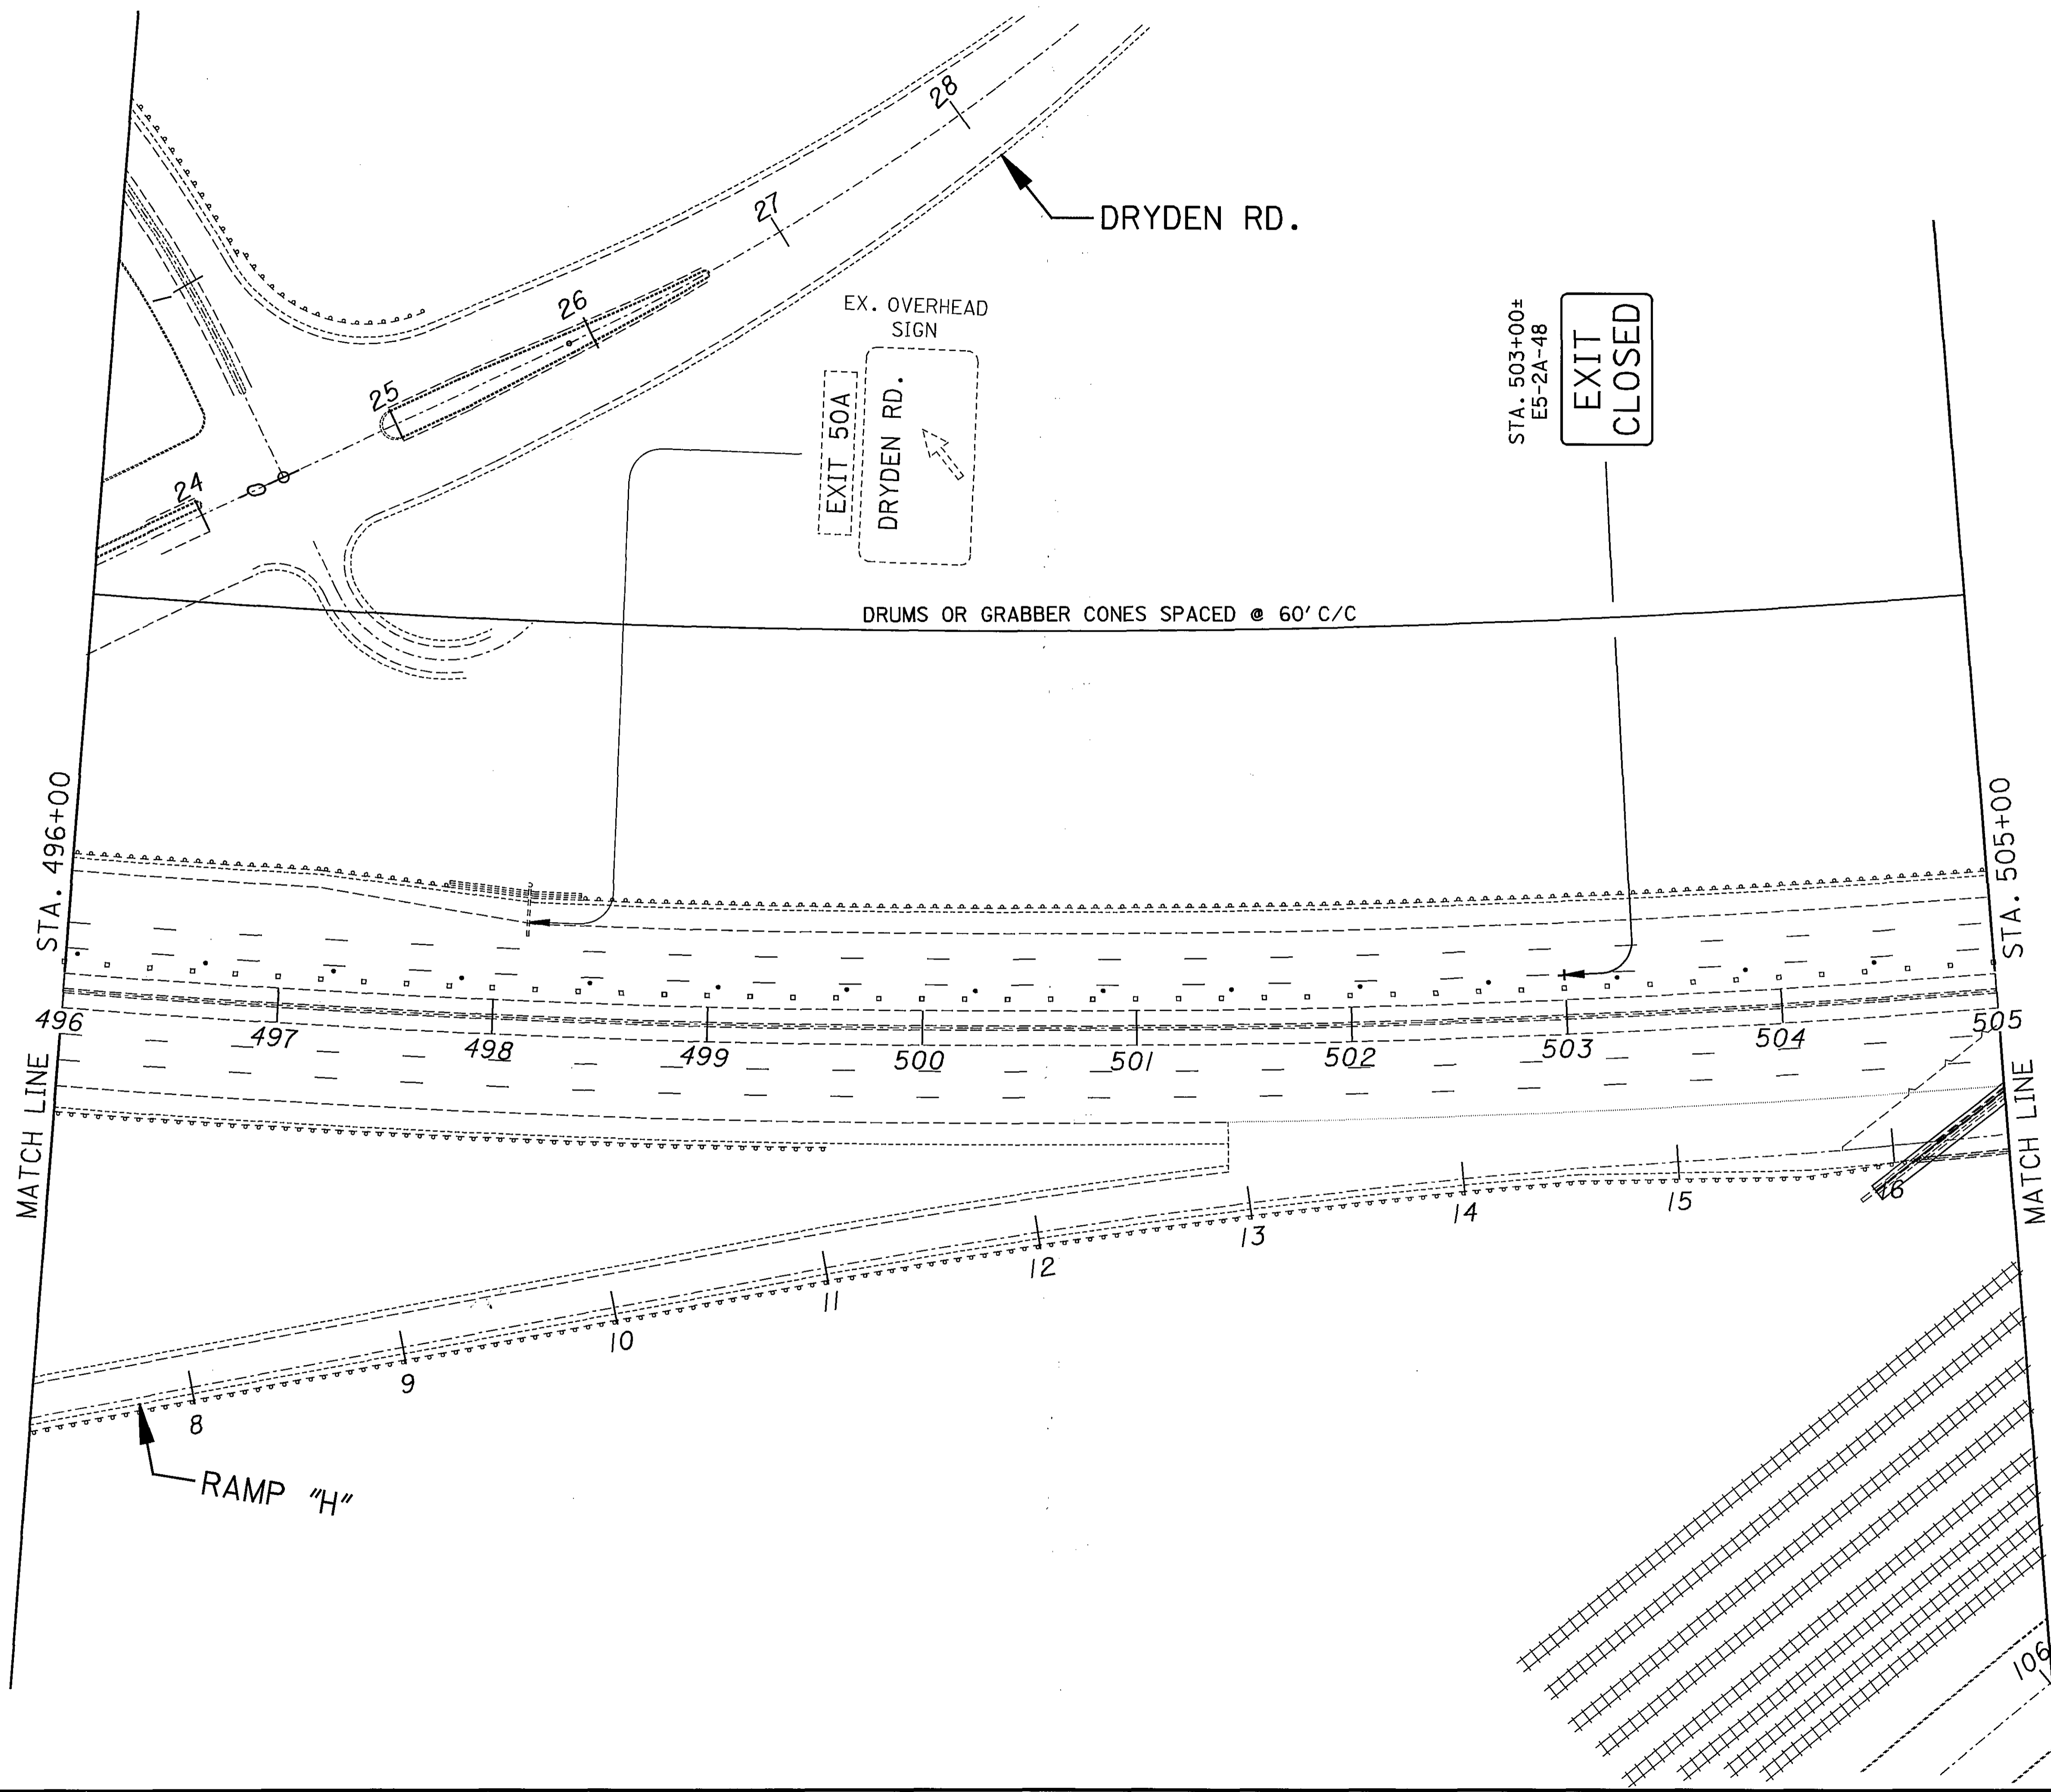 28
27
DRYDEN RD.
26
25
24
EX. OVERHEAD
SIGN
EXIT 50A
DRYDEN RD.
STA. 503+00±
E5-2A-48
EXIT
CLOSED
DRUMS OR GRABBER CONES SPACED @ 60' C/C
STA. 496+00
MATCH LINE
STA. 505+00
MATCH LINE
496
497
498
499
500
501
502
503
504
505
8
9
10
11
12
13
14
15
16
RAMP "H"
106